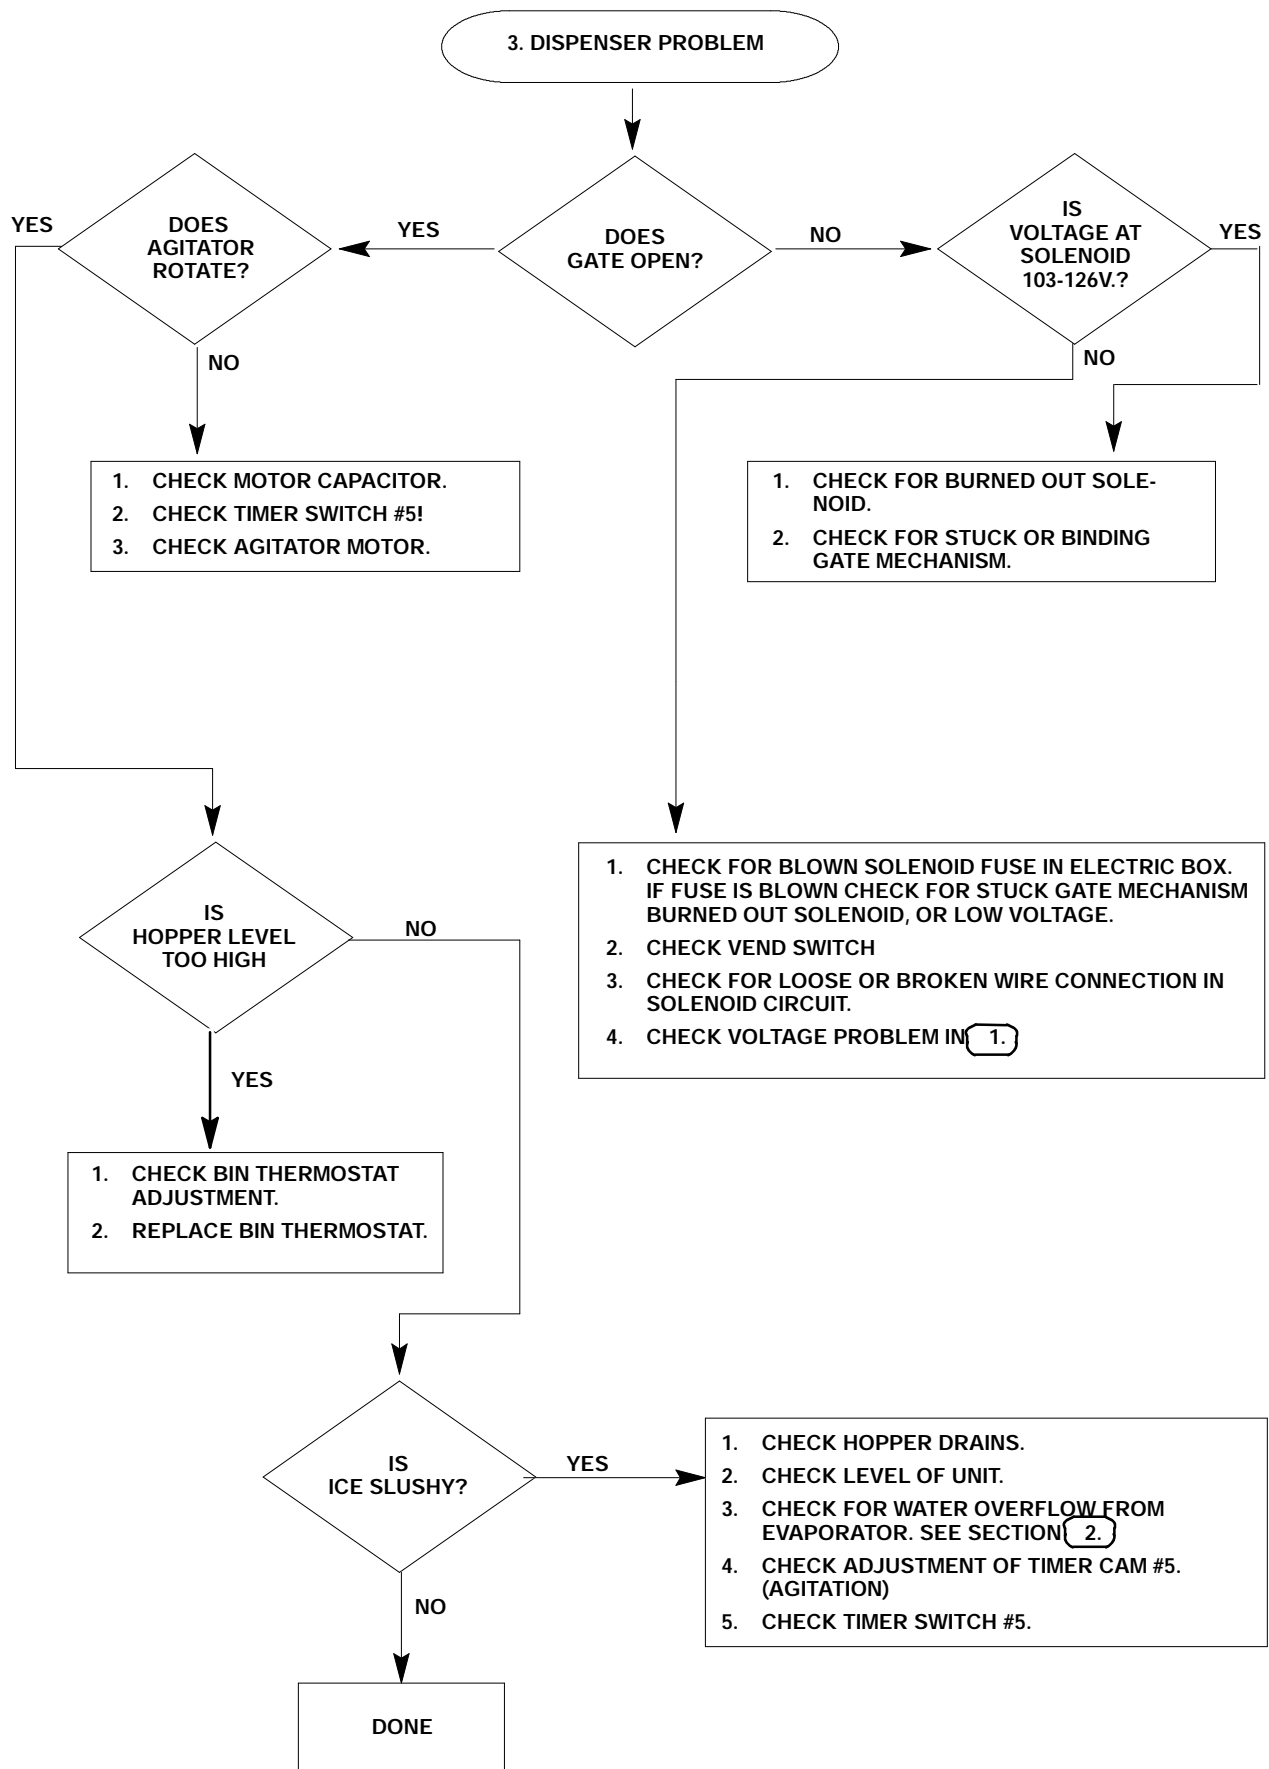 3. DISPENSER PROBLEM
YES
DOES
AGITATOR
ROTATE?
YES
DOES
GATE OPEN?
NO
IS
VOLTAGE AT
SOLENOID
103-126V.?
YES
NO
NO
1. CHECK MOTOR CAPACITOR.
2. CHECK TIMER SWITCH #5!
3. CHECK AGITATOR MOTOR.
1. CHECK FOR BURNED OUT SOLE-
NOID.
2. CHECK FOR STUCK OR BINDING
GATE MECHANISM.
1. CHECK FOR BLOWN SOLENOID FUSE IN ELECTRIC BOX.
IF FUSE IS BLOWN CHECK FOR STUCK GATE MECHANISM
BURNED OUT SOLENOID, OR LOW VOLTAGE.
2. CHECK VEND SWITCH
3. CHECK FOR LOOSE OR BROKEN WIRE CONNECTION IN
SOLENOID CIRCUIT.
4. CHECK VOLTAGE PROBLEM IN 1.
IS
HOPPER LEVEL
TOO HIGH
NO
YES
1. CHECK BIN THERMOSTAT
ADJUSTMENT.
2. REPLACE BIN THERMOSTAT.
IS
ICE SLUSHY?
YES
1. CHECK HOPPER DRAINS.
2. CHECK LEVEL OF UNIT.
3. CHECK FOR WATER OVERFLOW FROM
EVAPORATOR. SEE SECTION 2.
4. CHECK ADJUSTMENT OF TIMER CAM #5.
(AGITATION)
5. CHECK TIMER SWITCH #5.
NO
DONE